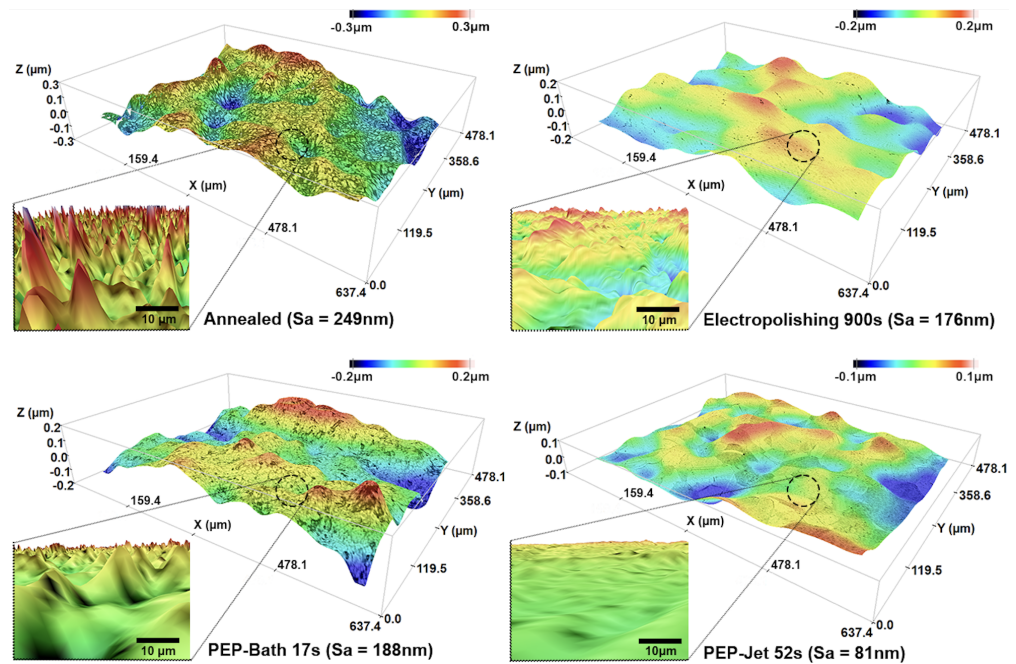 -0.3µm 0.3µm
Z (µm)
0.3
0.1
0.0
-0.1
-0.3
159.4
X (µm)
478.1
637.4
0.0
119.5
Y (µm)
358.6
478.1
10 µm
Annealed (Sa = 249nm)
-0.2µm 0.2µm
Z (µm)
0.2
0.1
0.0
-0.1
-0.2
159.4
X (µm)
478.1
637.4
0.0
119.5
Y (µm)
358.6
478.1
10 µm
Electropolishing 900s (Sa = 176nm)
-0.2µm 0.2µm
Z (µm)
0.2
0.1
0.0
-0.1
-0.2
159.4
X (µm)
478.1
637.4
0.0
119.5
Y (µm)
358.6
478.1
10 µm
PEP-Bath 17s (Sa = 188nm)
-0.1µm 0.1µm
Z (µm)
0.1
0.0
-0.1
159.4
X (µm)
478.1
637.4
0.0
119.5
Y (µm)
358.6
478.1
10µm
PEP-Jet 52s (Sa = 81nm)